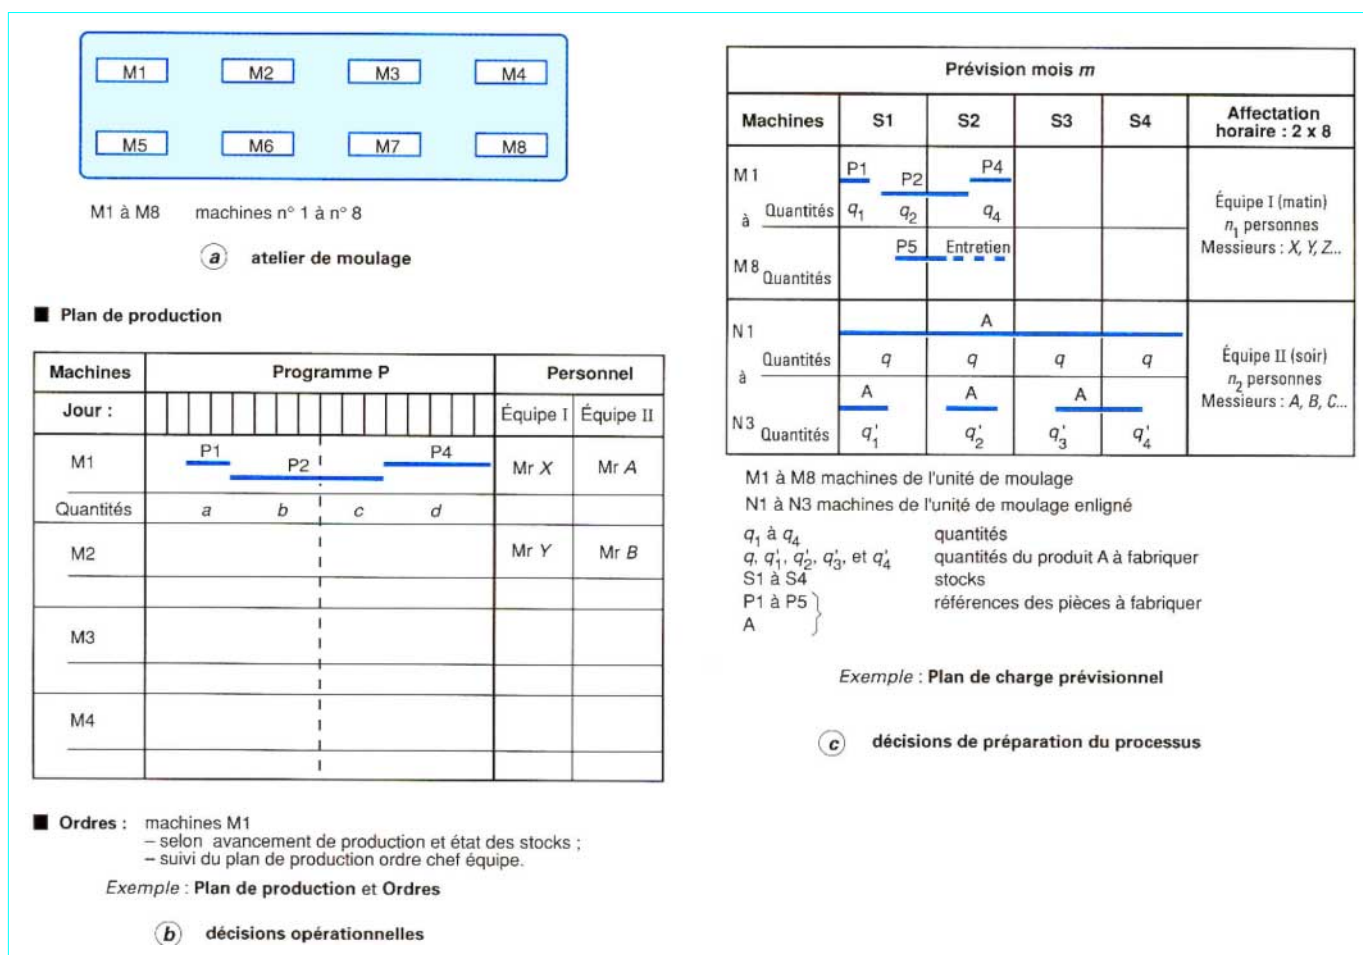 M1 M2 M3 M4
M5 M6 M7 M8
M1 à M8 machines n° 1 à n° 8
a atelier de moulage
■ Plan de production
Machines Programme P Personnel
Jour : Équipe I Équipe II
P1 P2 P4
M1 Mr X Mr A
Quantités a b c d
M2 Mr Y Mr B
M3
M4
■ Ordres : machines M1
– selon avancement de production et état des stocks ;
– suivi du plan de production ordre chef équipe.
Exemple : Plan de production et Ordres
b décisions opérationnelles
Prévision mois m
Machines S1 S2 S3 S4 Affectation
horaire : 2 x 8
M1 P1 P2 P4
à Quantités q1 q2 q4
M8 P5 Entretien
Quantités
Équipe I (matin)
n1 personnes
Messieurs : X, Y, Z...
N1 A
Quantités q q q q
à A A A
N3 Quantités q'1 q'2 q'3 q'4
Équipe II (soir)
n2 personnes
Messieurs : A, B, C...
M1 à M8 machines de l'unité de moulage
N1 à N3 machines de l'unité de moulage enligné
q1 à q4 quantités
q, q'1, q'2, q'3, et q'4 quantités du produit A à fabriquer
S1 à S4 stocks
P1 à P5 } références des pièces à fabriquer
A
Exemple : Plan de charge prévisionnel
c décisions de préparation du processus